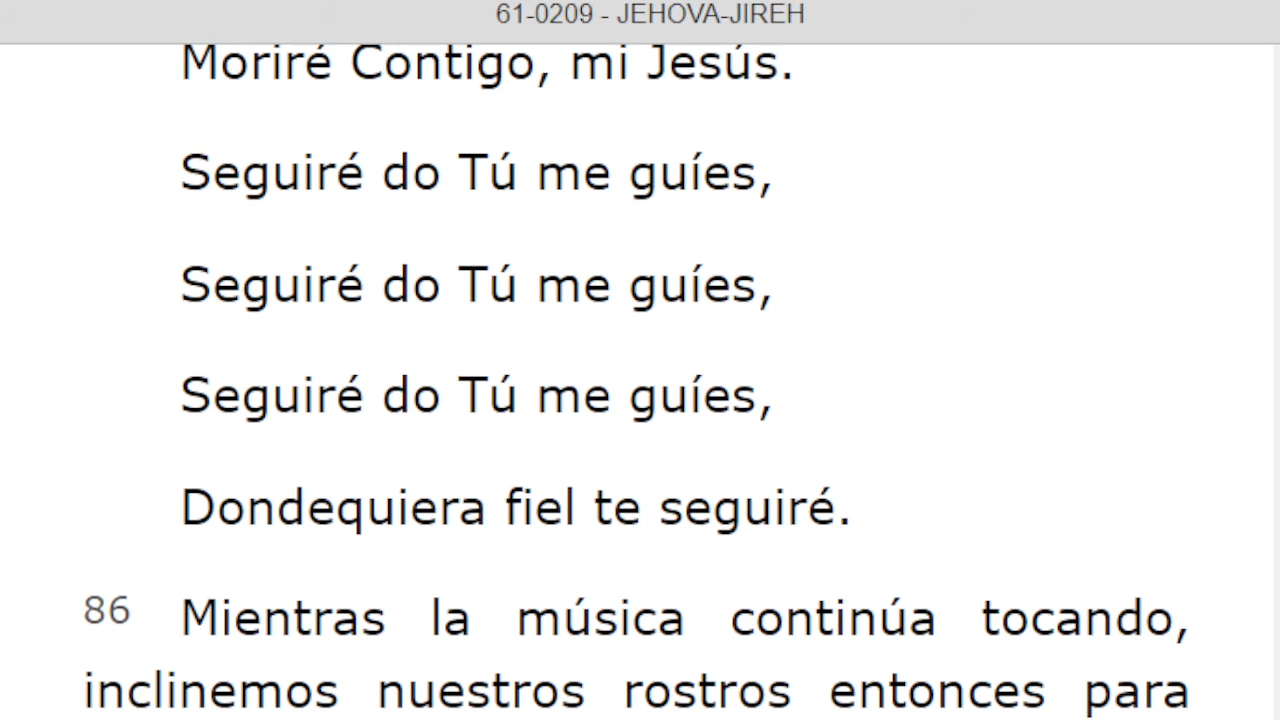 61-0209 - JEHOVA-JIREH
Moriré Contigo, mi Jesús.
Seguiré do Tú me guíes,
Seguiré do Tú me guíes,
Seguiré do Tú me guíes,
Dondequiera fiel te seguiré.
86 Mientras la música continúa tocando,
inclinemos nuestros rostros entonces para